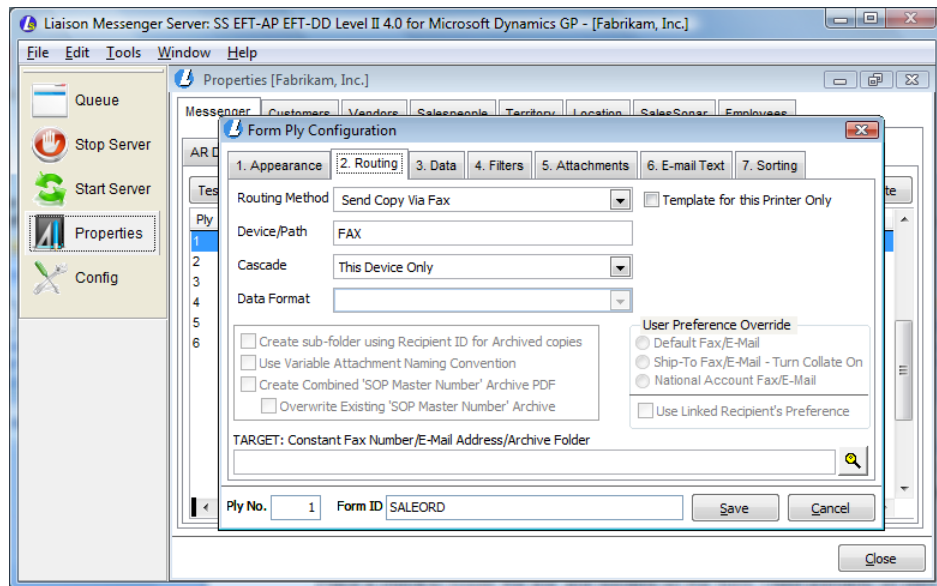 Liaison Messenger Server: SS EFT-AP EFT-DD Level II 4.0 for Microsoft Dynamics GP - [Fabrikam, Inc.]
File Edit Tools Window Help
Queue
Stop Server
Start Server
Properties
Config
Properties [Fabrikam, Inc.]
Messenger Customers Vendors Salespeople Territory Location SalesSonar Employees
AR D
Tes
te
Ply
1
2
3
4
5
6
Form Ply Configuration
1. Appearance 2. Routing 3. Data 4. Filters 5. Attachments 6. E-mail Text 7. Sorting
Routing Method Send Copy Via Fax Template for this Printer Only
Device/Path FAX
Cascade This Device Only
Data Format
Create sub-folder using Recipient ID for Archived copies
Use Variable Attachment Naming Convention
Create Combined 'SOP Master Number' Archive PDF
Overwrite Existing 'SOP Master Number' Archive
User Preference Override
Default Fax/E-Mail
Ship-To Fax/E-Mail - Turn Collate On
National Account Fax/E-Mail
Use Linked Recipient's Preference
TARGET: Constant Fax Number/E-Mail Address/Archive Folder
Ply No. 1 Form ID SALEORD Save Cancel
Close